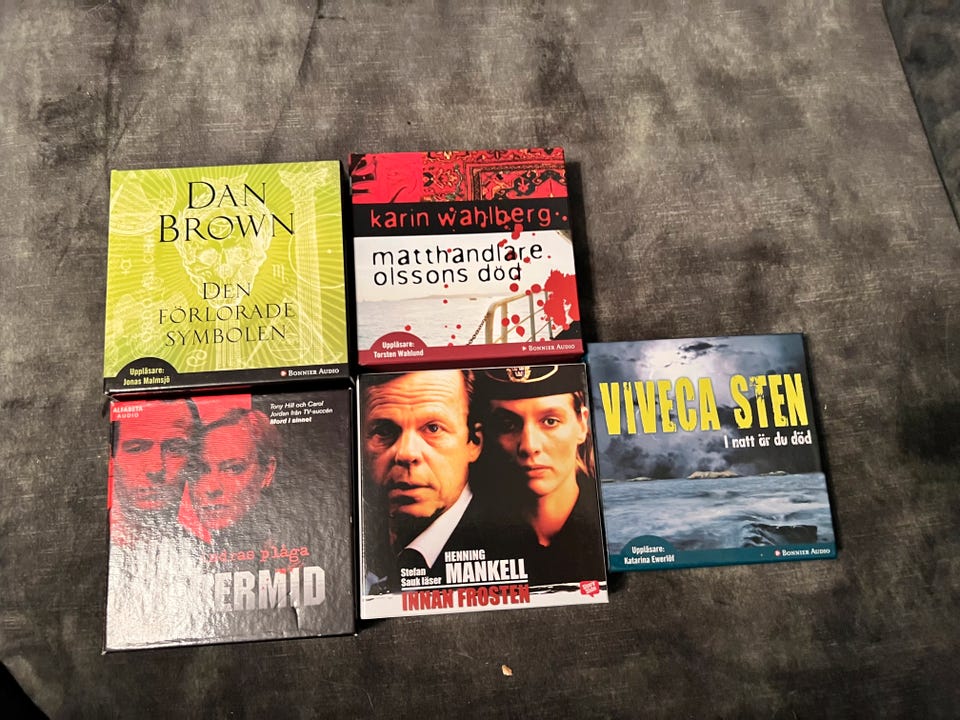 DAN
BROWN
DEN
FÖRLORADE
SYMBOLEN
Uppläsare:
Jonas Malmsjö
BONNIER AUDIO
karin wahlberg
matthandlare
olssons död
Uppläsare:
Torsten Wahlund
BONNIER AUDIO
ALFABETA
AUDIO
Tony Hill och Carol
Jordan från TV-succén
Mord i sinnet
plåga
Stefan
Sauk läser
HENNING
MANKELL
INNAN FROSTEN
VIVECA STEN
I natt är du död
Uppläsare:
Katarina Ewerlöf
BONNIER AUDIO